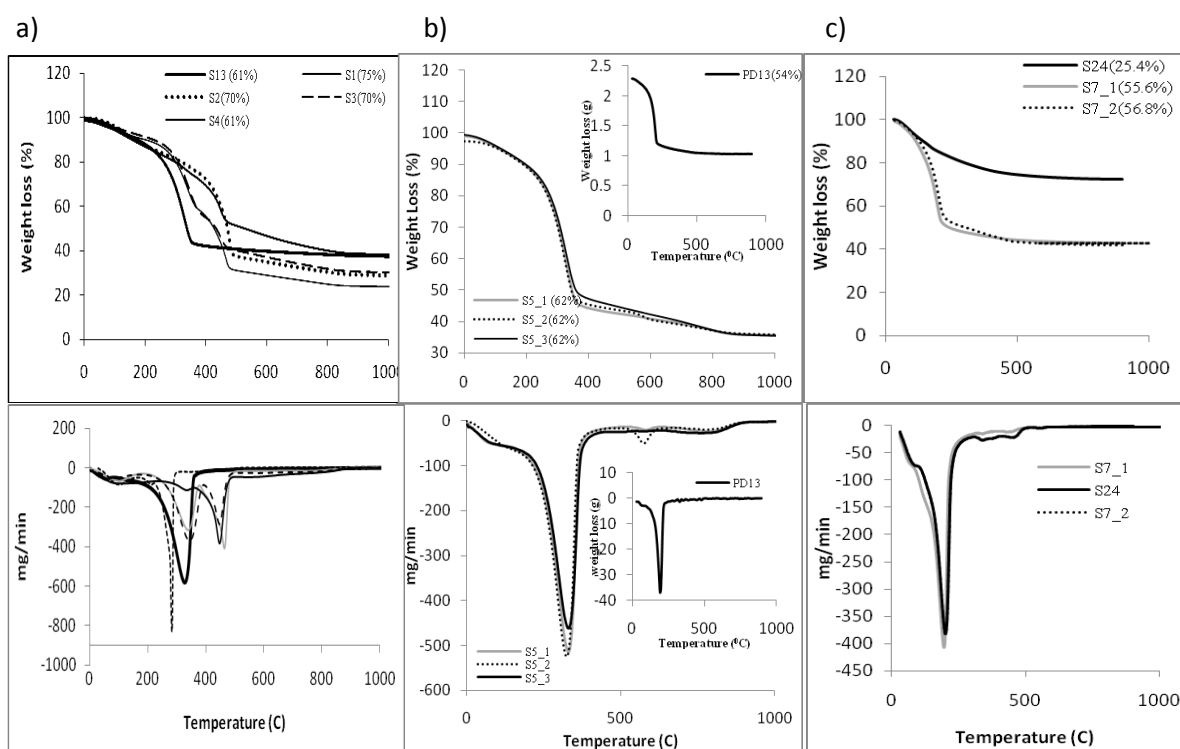 a)
b)
c)
120
100
80
60
40
20
0
Weight loss (%)
S13 (61%)
S1(75%)
S2(70%)
S3(70%)
S4(61%)
0 200 400 600 800 1000
120
110
100
90
80
70
60
50
40
30
Weight Loss (%)
2.5
2
1.5
1
0.5
0
Weight loss (g)
PD13(54%)
0 500 1000
Temperature (⁰C)
S5_1 (62%)
S5_2(62%)
S5_3(62%)
0 200 400 600 800 1000
120
100
80
60
40
20
0
Weight loss (%)
S24(25.4%)
S7_1(55.6%)
S7_2(56.8%)
0 500 1000
200
0
-200
-400
-600
-800
-1000
mg/min
0 200 400 600 800 1000
Temperature (C)
0
-100
-200
-300
-400
-500
-600
mg/min
10
0
-10
-20
-30
-40
weight loss (g)
PD13
0 500 1000
Temperature (⁰C)
S5_1
S5_2
S5_3
0 500 1000
Temperature (C)
0
-50
-100
-150
-200
-250
-300
-350
-400
-450
mg/min
S7_1
S24
S7_2
0 500 1000
Temperature (C)